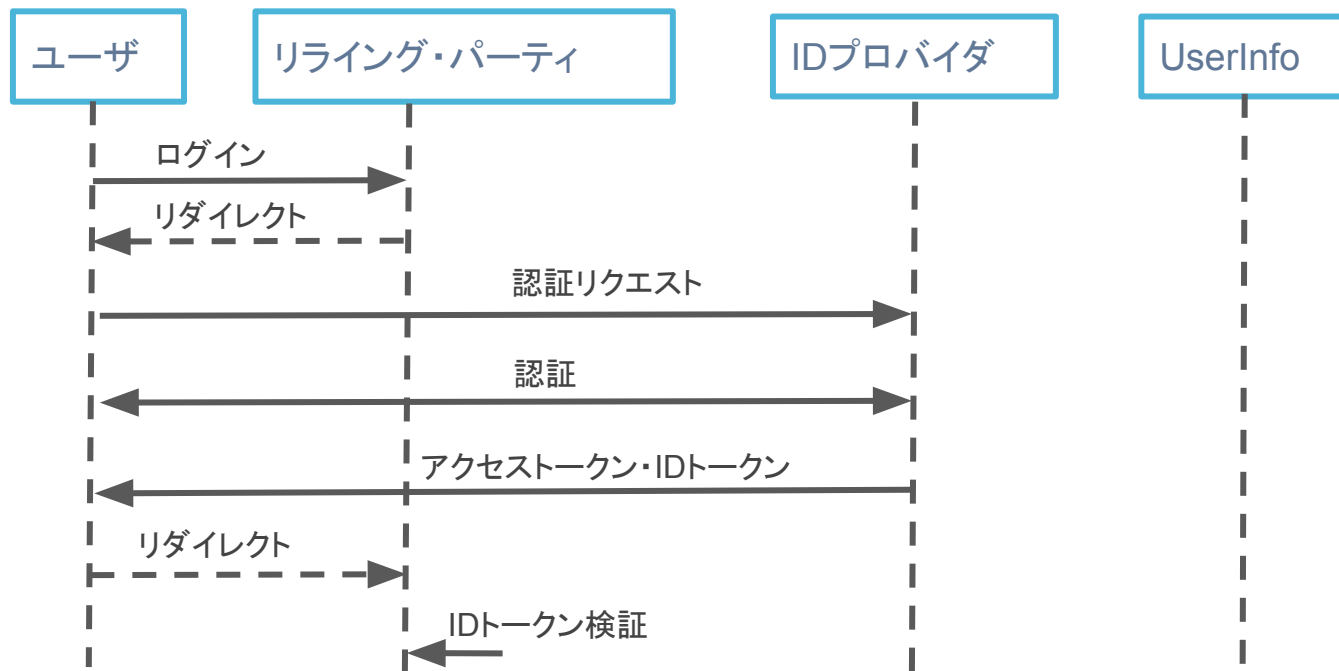 ユーザ
リライング・パーティ
IDプロバイダ
UserInfo
ログイン
リダイレクト
認証リクエスト
認証
アクセストークン・IDトークン
リダイレクト
IDトークン検証